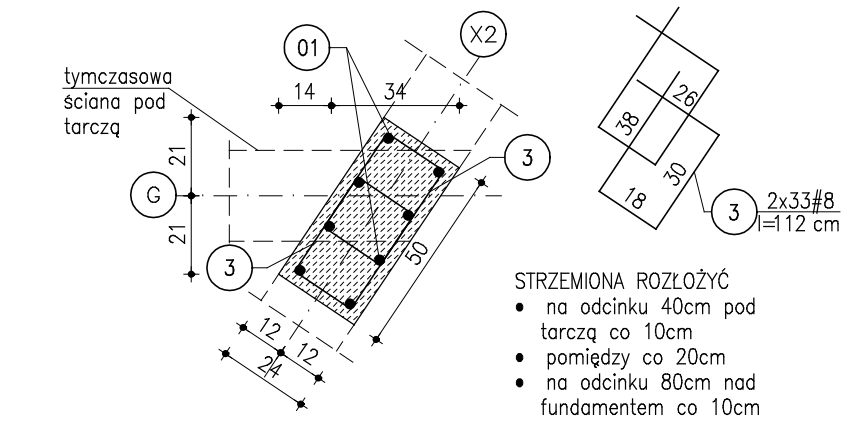 01
X2
tymczasowa
ściana pod
tarczą
14
34
21
G
21
3
3
50
12
12
24
26
38
30
18
3
2x33#8
l=112 cm
STRZEMIONA ROZŁOŻYĆ
• na odcinku 40cm pod
tarczą co 10cm
• pomiędzy co 20cm
• na odcinku 80cm nad
fundamentem co 10cm